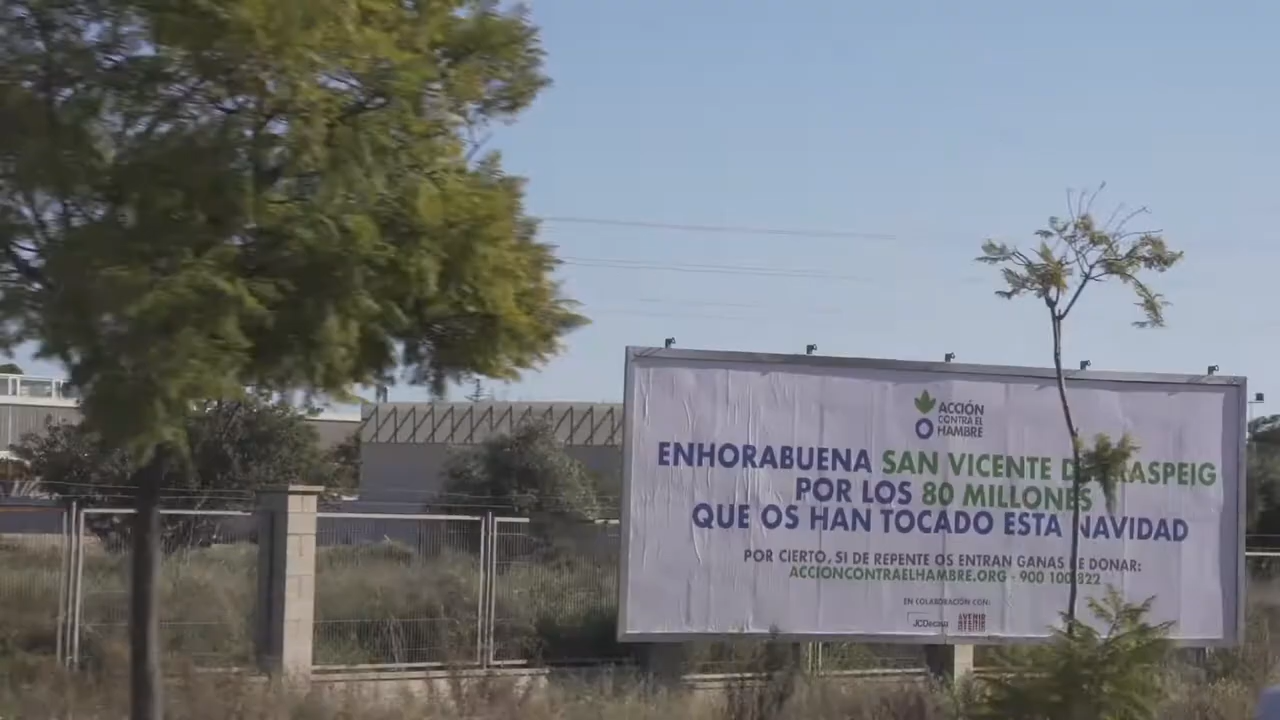 ACCIÓN
CONTRA EL
HAMBRE
ENHORABUENA SAN VICENTE D RASPEIG
POR LOS 80 MILLONES
QUE OS HAN TOCADO ESTA NAVIDAD
POR CIERTO, SI DE REPENTE OS ENTRAN GANAS DE DONAR:
ACCIONCONTRAELHAMBRE.ORG - 900 100 822
EN COLABORACIÓN CON:
JCDecaux